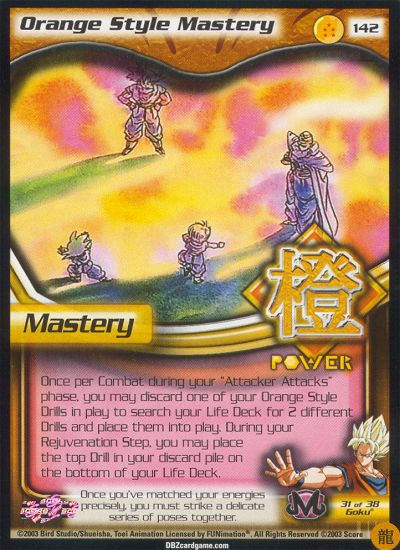 Orange Style Mastery
142
橙
POWER
Mastery
Once per Combat during your "Attacker Attacks"
phase, you may discard one of your Orange Style
Drills in play to search your Life Deck for 2 different
Drills and place them into play. During your
Rejuvenation Step, you may place
the top Drill in your discard pile on
the bottom of your Life Deck.
Once you've matched your energies
precisely, you must strike a delicate
series of poses together.
31 of 38
Goku
龍
©2003 Bird Studio/Shueisha, Toei Animation Licensed by FUNimation®. All Rights Reserved ©2003 Score
DBZcardgame.com